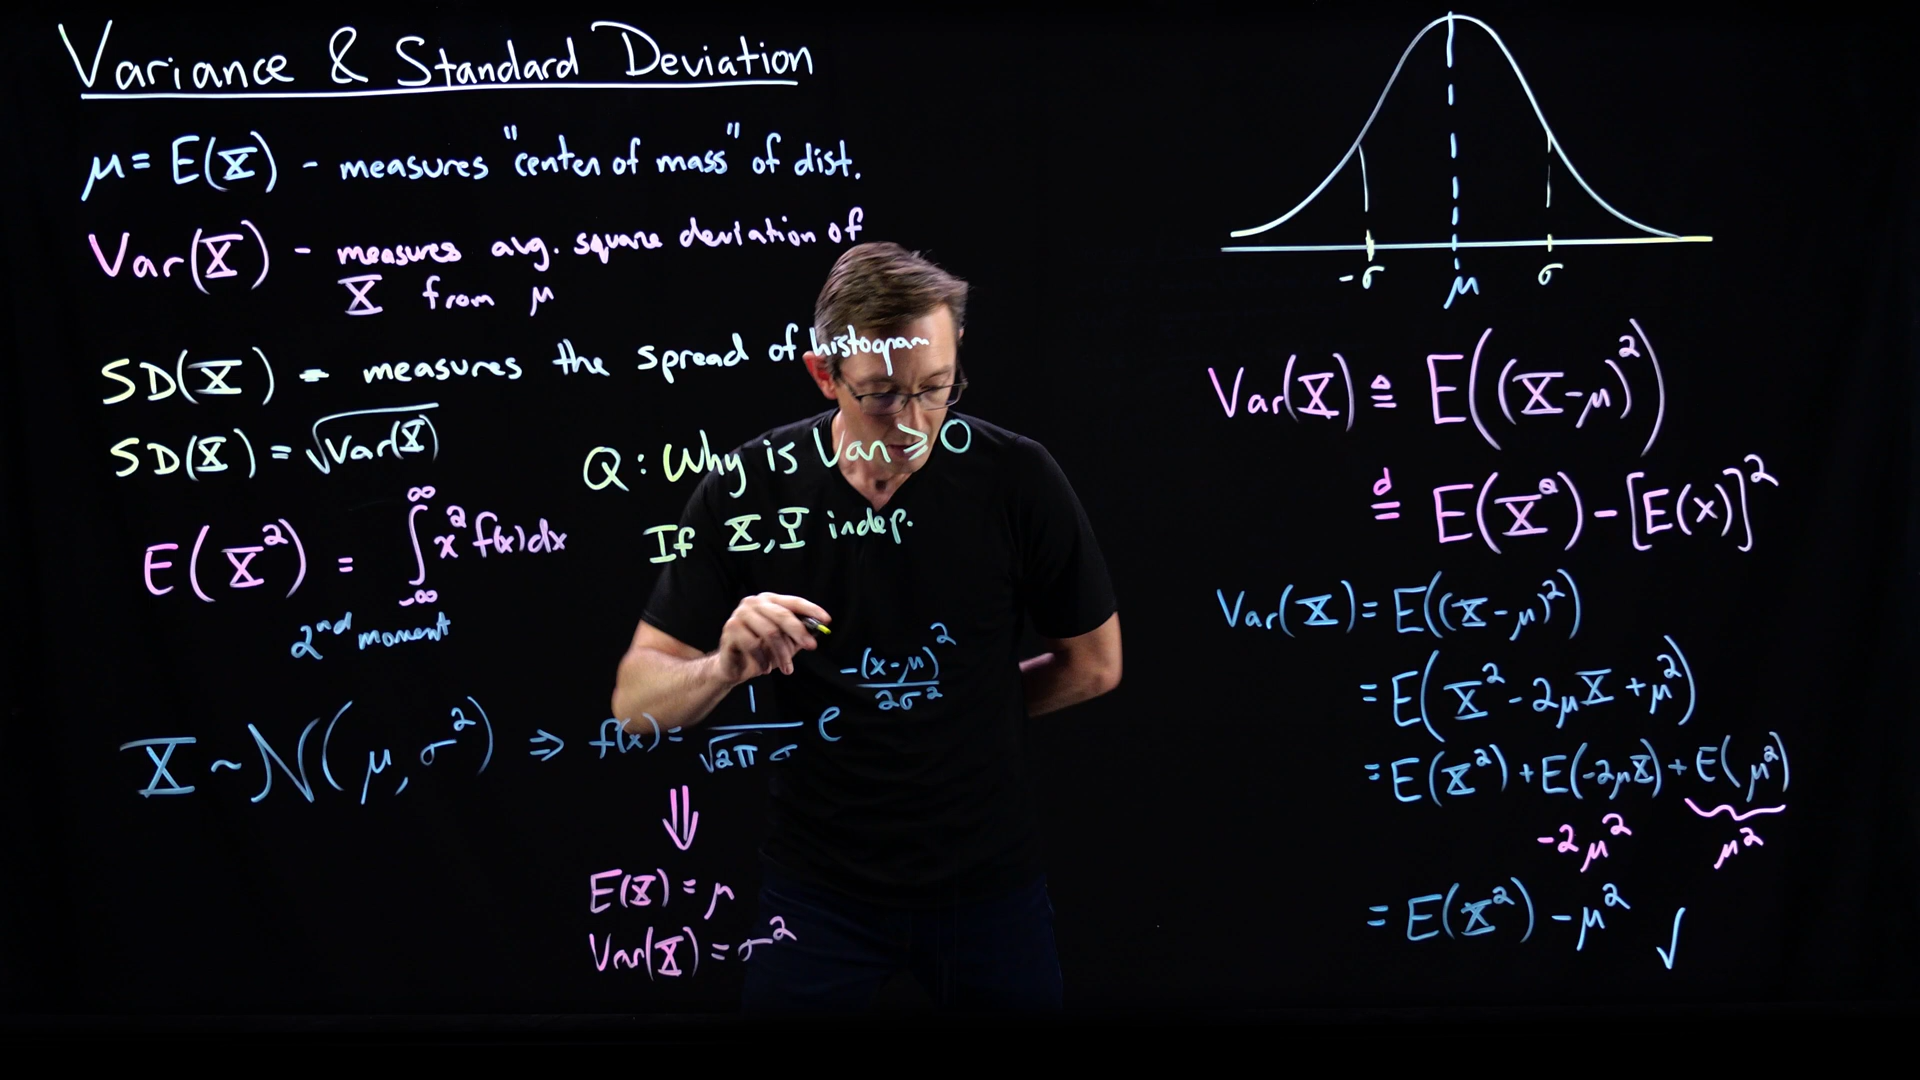 Variance & Standard Deviation
μ = E(X) - measures "center of mass" of dist.
Var(X) - measures avg. square deviation of
X from μ
SD(X) - measures the spread of histogram
SD(X) = √Var(X)
Q: Why is Var ≥ 0
If X, Y indep.
E(X²) = ∫_{-∞}^{∞} x² f(x) dx
2nd moment
X ~ N(μ, σ²) ⇒ f(x) = 1/(√2π σ) e^{-(x-μ)²/2σ²}
⇓
E(X) = μ
Var(X) = σ²
-σ μ σ
Var(X) ≜ E((X-μ)²)
d
= E(X²) - [E(x)]²
Var(X) = E((X-μ)²)
= E(X² - 2μX + μ²)
= E(X²) + E(-2μX) + E(μ²)
-2μ² μ²
= E(X²) - μ² ✓